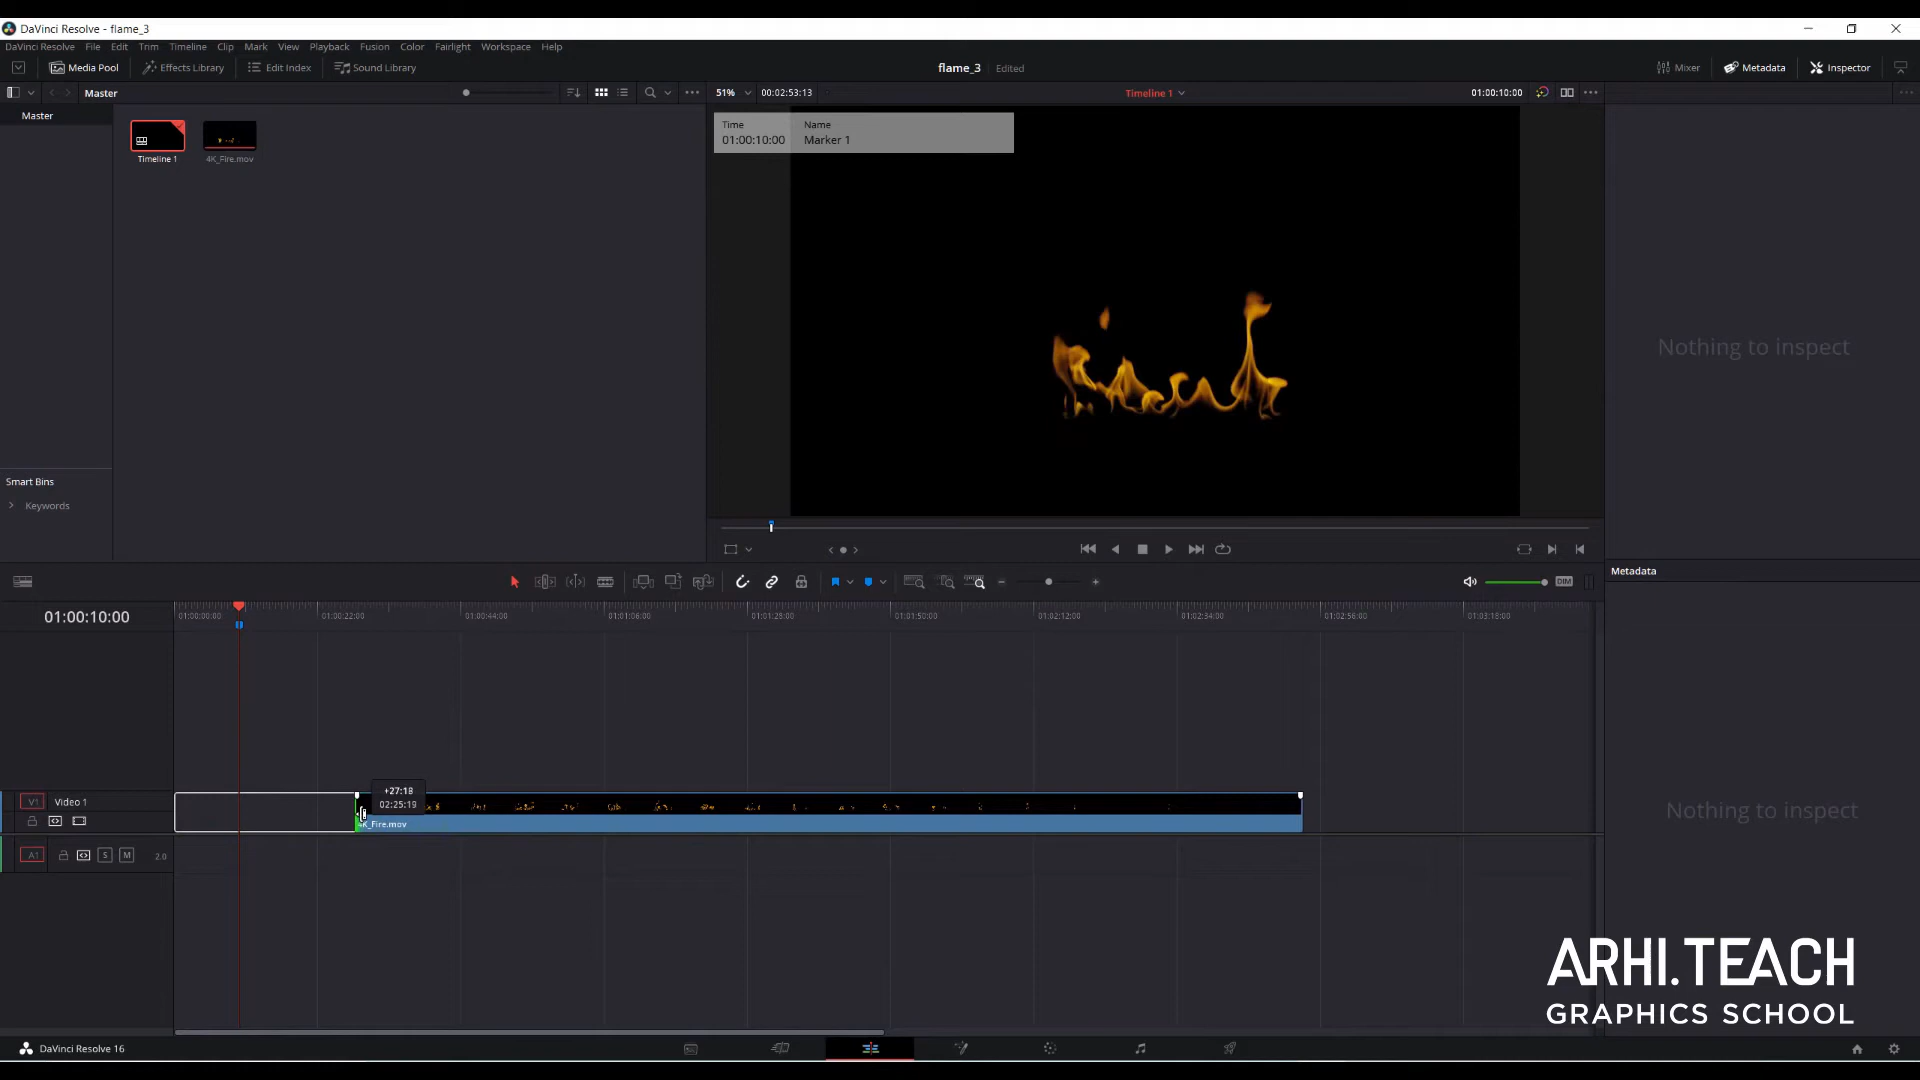 DaVinci Resolve - flame_3
DaVinci Resolve File Edit Trim Timeline Clip Mark View Playback Fusion Color Fairlight Workspace Help
Media Pool Effects Library Edit Index Sound Library flame_3 Edited Mixer Metadata Inspector
Master 51% 00:02:53:13 Timeline 1 01:00:10:00
Master
Time Name
01:00:10:00 Marker 1
Timeline 1 4K_Fire.mov
Nothing to inspect
Smart Bins
Keywords
Metadata
DIM
01:00:10:00 01:00:00:00 01:00:22:00 01:00:44:00 01:01:06:00 01:01:28:00 01:01:50:00 01:02:12:00 01:02:34:00 01:02:56:00 01:03:18:00
+27:18
02:25:19
V1 Video 1
4K_Fire.mov
Nothing to inspect
A1 S M 2.0
ARHI.TEACH
GRAPHICS SCHOOL
DaVinci Resolve 16